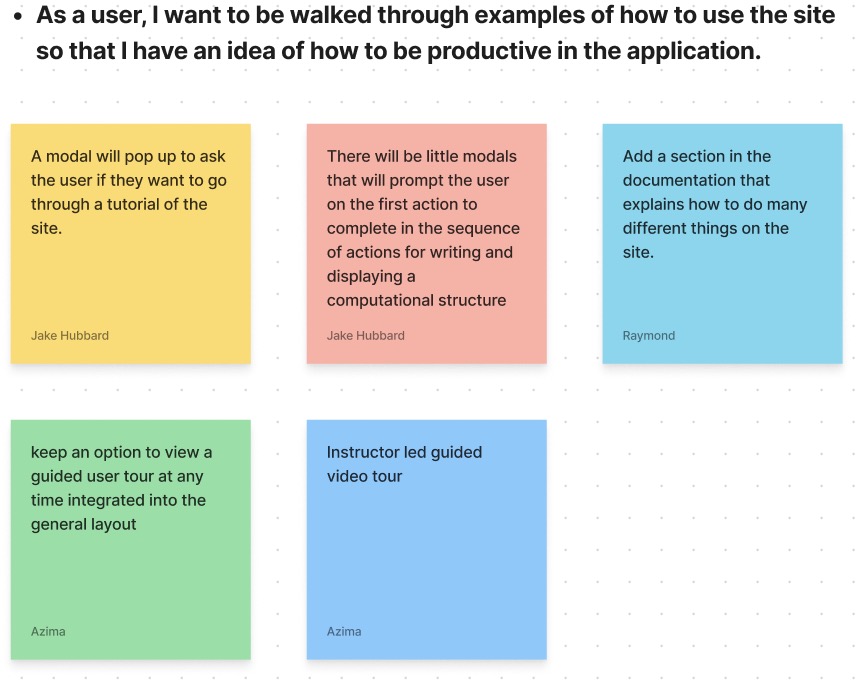 • As a user, I want to be walked through examples of how to use the site
so that I have an idea of how to be productive in the application.
A modal will pop up to ask
the user if they want to go
through a tutorial of the
site.
Jake Hubbard
There will be little modals
that will prompt the user
on the first action to
complete in the sequence
of actions for writing and
displaying a
computational structure
Jake Hubbard
Add a section in the
documentation that
explains how to do many
different things on the
site.
Raymond
keep an option to view a
guided user tour at any
time integrated into the
general layout
Azima
Instructor led guided
video tour
Azima